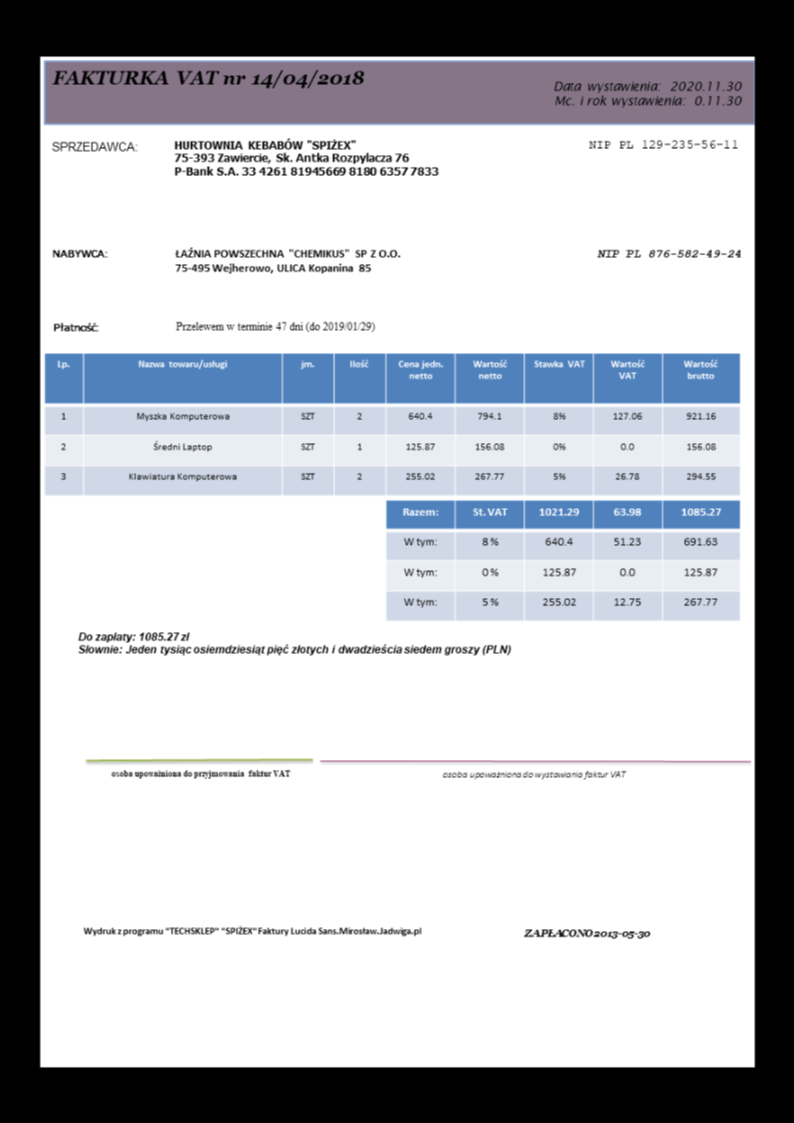 FAKTURKA VAT nr 14/04/2018
Data wystawienia: 2020.11.30
Mc. i rok wystawienia: 0.11.30
SPRZEDAWCA: HURTOWNIA KEBABÓW "SPIŻEX" NIP PL 129-235-56-11
75-393 Zawiercie, Sk. Antka Rozpylacza 76
P-Bank S.A. 33 4261 81945669 8180 6357 7833
NABYWCA: ŁAŹNIA POWSZECHNA "CHEMIKUS" SP Z O.O. NIP PL 876-582-49-24
75-495 Wejherowo, ULICA Kopanina 85
Płatność: Przelewem w terminie 47 dni (do 2019/01/29)
Lp. Nazwa towaru/usługi jm. Ilość Cena jedn. netto Wartość netto Stawka VAT Wartość VAT Wartość brutto
1 Myszka Komputerowa SZT 2 640.4 794.1 8% 127.06 921.16
2 Średni Laptop SZT 1 125.87 156.08 0% 0.0 156.08
3 Klawiatura Komputerowa SZT 2 255.02 267.77 5% 26.78 294.55
Razem: St. VAT 1021.29 63.98 1085.27
W tym: 8 % 640.4 51.23 691.63
W tym: 0 % 125.87 0.0 125.87
W tym: 5 % 255.02 12.75 267.77
Do zapłaty: 1085.27 zl
Słownie: Jeden tysiąc osiemdziesiąt pięć złotych i dwadzieścia siedem groszy (PLN)
osoba upoważniona do przyjmowania faktur VAT osoba upoważniona do wystawiania faktur VAT
Wydruk z programu "TECHSKLEP" "SPIŻEX" Faktury Lucida Sans.Mirosław.Jadwiga.pl ZAPŁACONO 2013-05-30